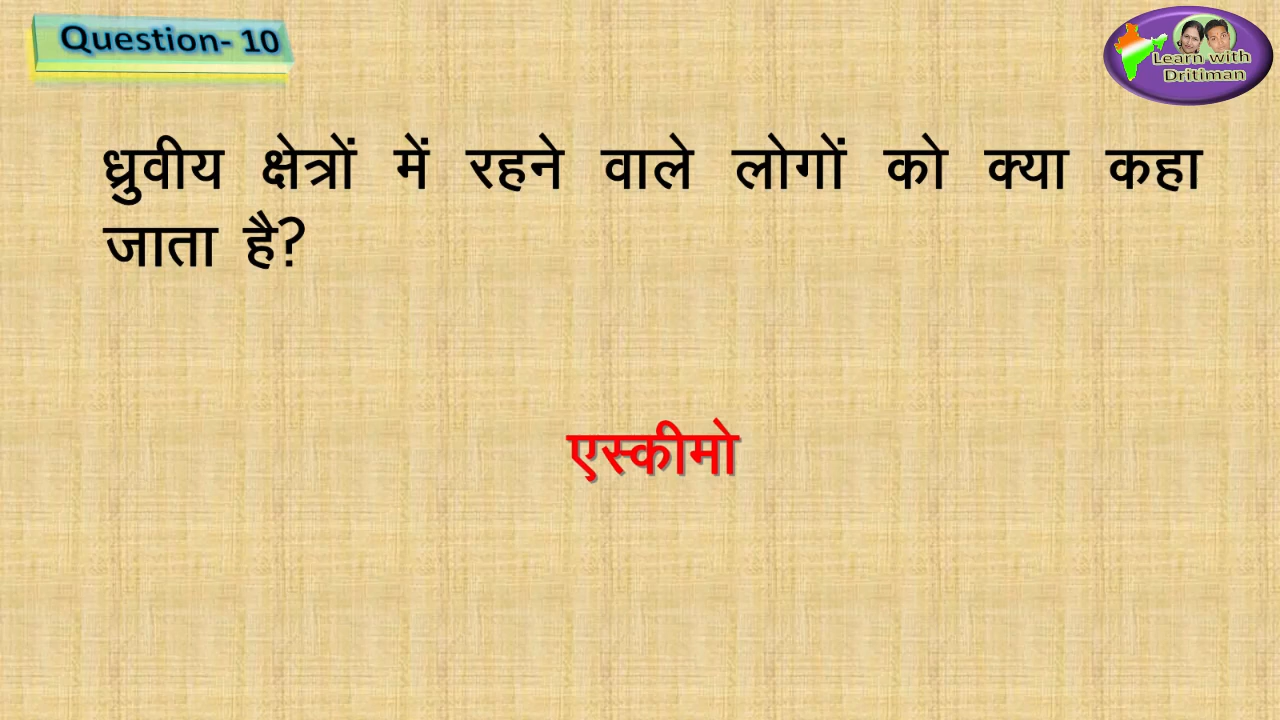 Question- 10
Learn with
Dritiman
ध्रुवीय क्षेत्रों में रहने वाले लोगों को क्या कहा
जाता है?
एस्कीमो